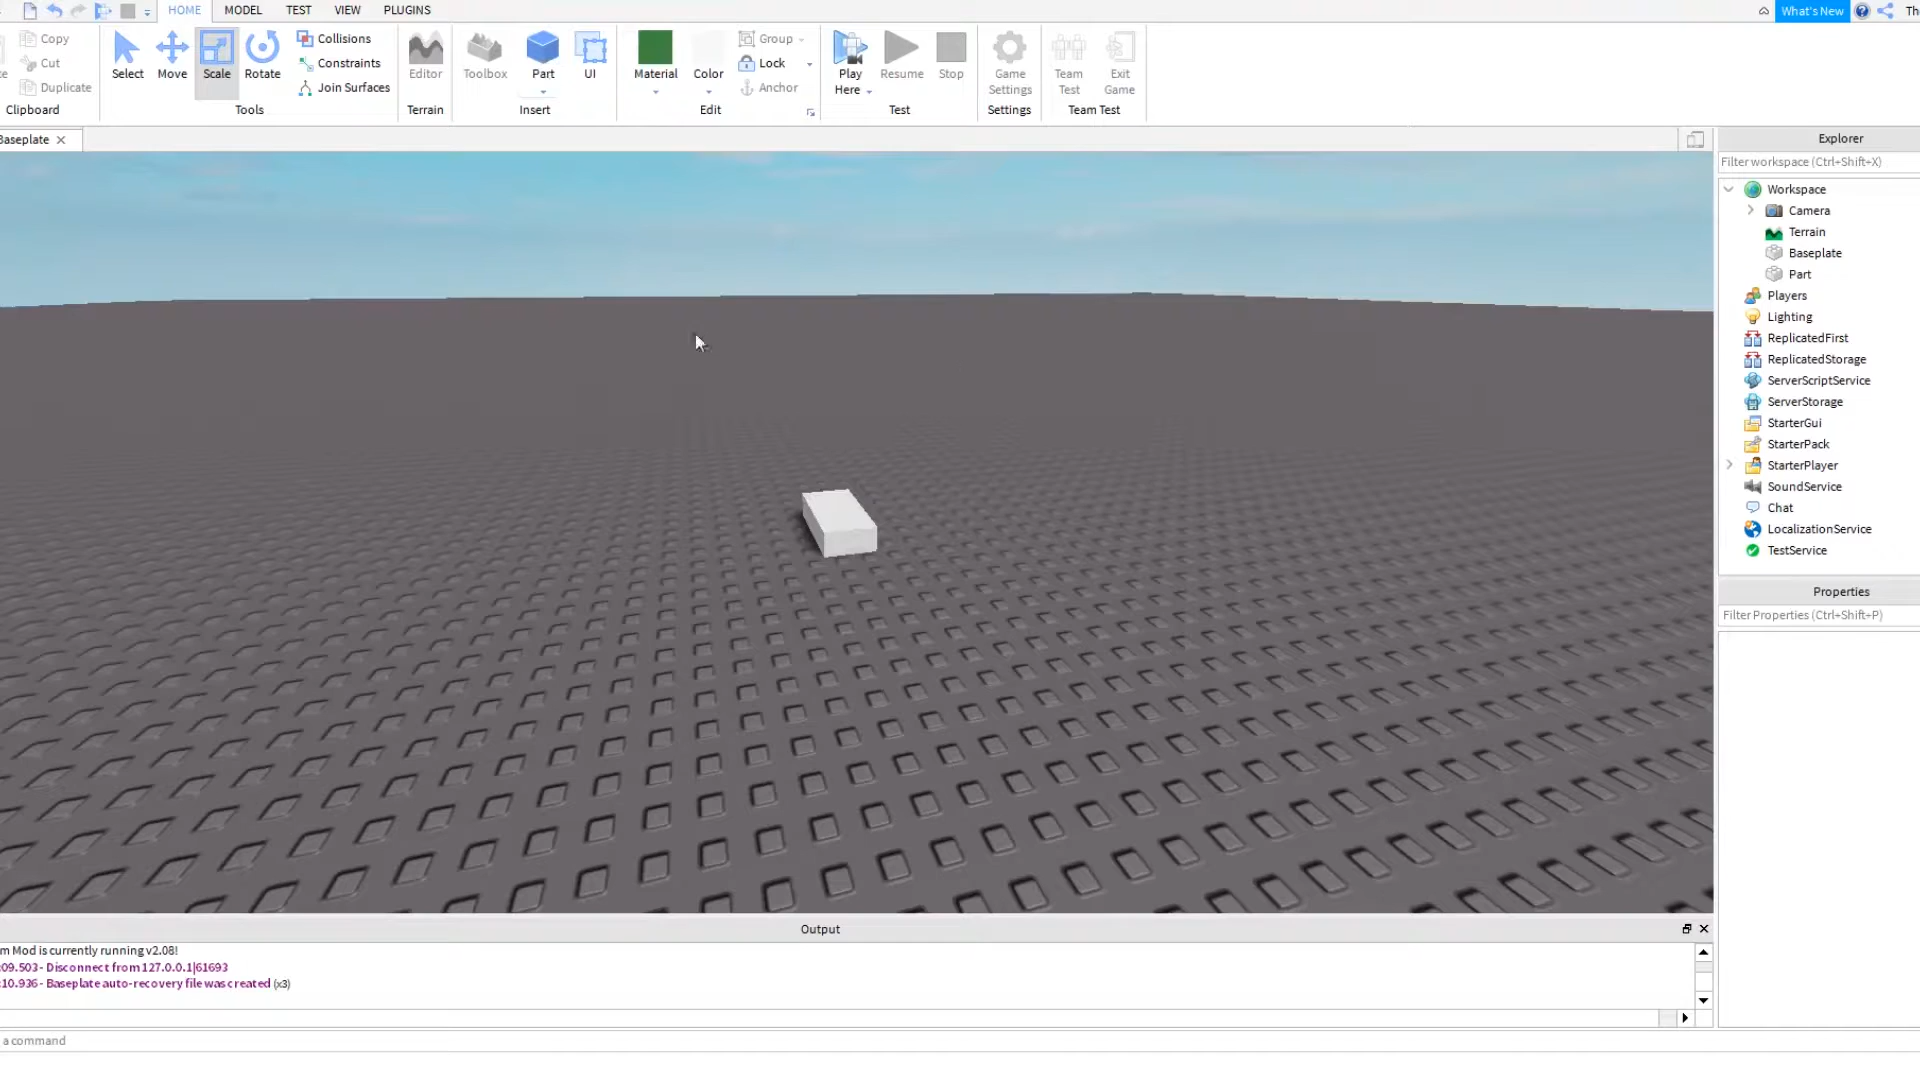 HOME MODEL TEST VIEW PLUGINS What's New Th
Copy
Cut
Duplicate
Clipboard
Select Move Scale Rotate
Collisions
Constraints
Join Surfaces
Tools
Editor
Terrain
Toolbox Part UI
Insert
Material Color
Group
Lock
Anchor
Edit
Play Here Resume Stop
Test
Game Settings
Settings
Team Test Exit Game
Team Test
Baseplate
Explorer
Filter workspace (Ctrl+Shift+X)
Workspace
Camera
Terrain
Baseplate
Part
Players
Lighting
ReplicatedFirst
ReplicatedStorage
ServerScriptService
ServerStorage
StarterGui
StarterPack
StarterPlayer
SoundService
Chat
LocalizationService
TestService
Properties
Filter Properties (Ctrl+Shift+P)
Output
m Mod is currently running v2.08!
:09.503 - Disconnect from 127.0.0.1|61693
:10.936 - Baseplate auto-recovery file was created (x3)
a command